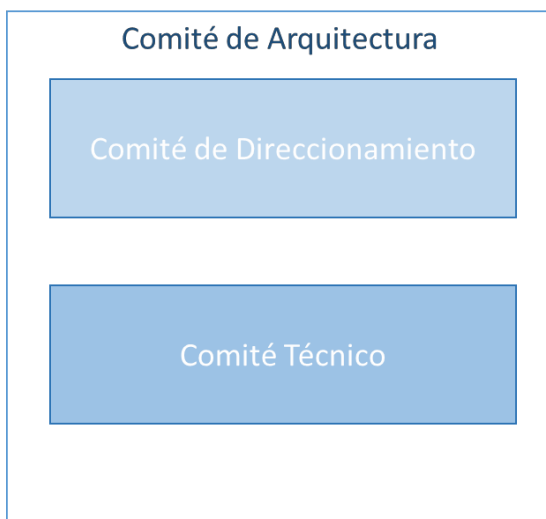 Comité de Arquitectura
Comité de Direccionamiento
Comité Técnico